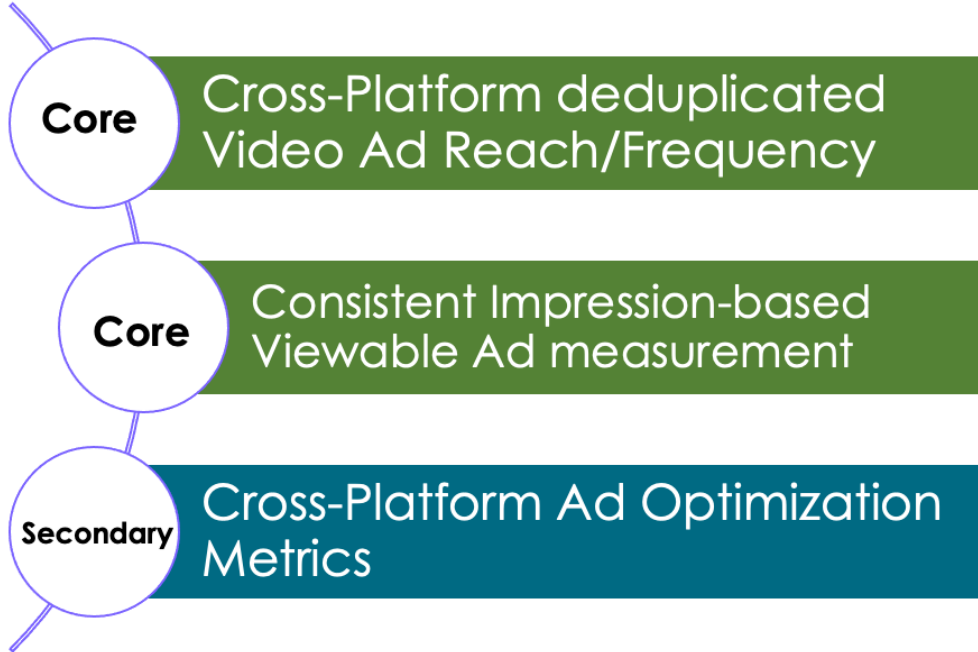 Core
Cross-Platform deduplicated
Video Ad Reach/Frequency
Core
Consistent Impression-based
Viewable Ad measurement
Secondary
Cross-Platform Ad Optimization
Metrics